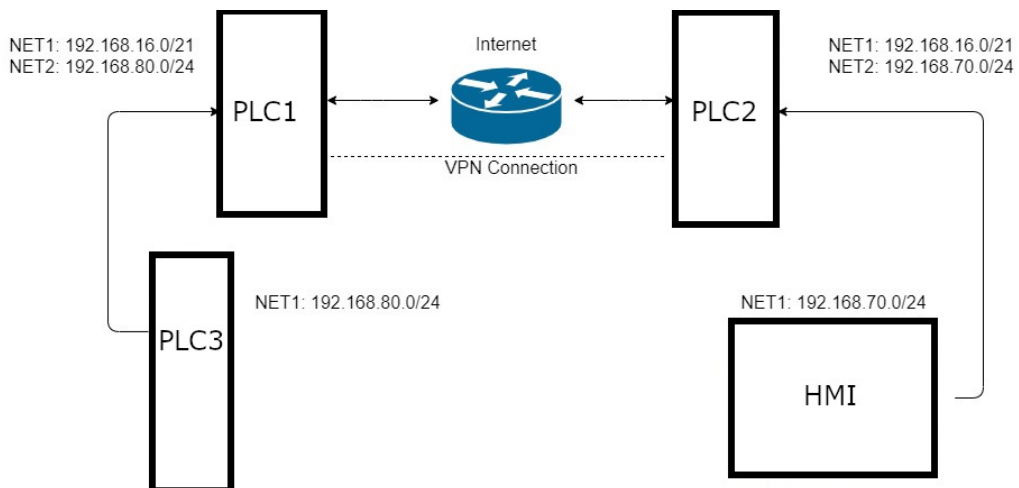 NET1: 192.168.16.0/21
NET2: 192.168.80.0/24
PLC1
Internet
VPN Connection
NET1: 192.168.16.0/21
NET2: 192.168.70.0/24
PLC2
PLC3
NET1: 192.168.80.0/24
NET1: 192.168.70.0/24
HMI